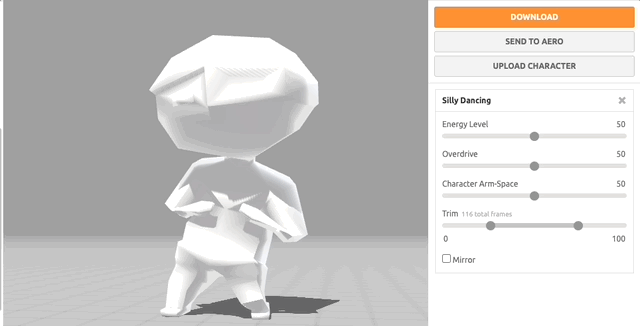 DOWNLOAD
SEND TO AERO
UPLOAD CHARACTER
Silly Dancing
Energy Level 50
Overdrive 50
Character Arm-Space 50
Trim 116 total frames
0 100
Mirror